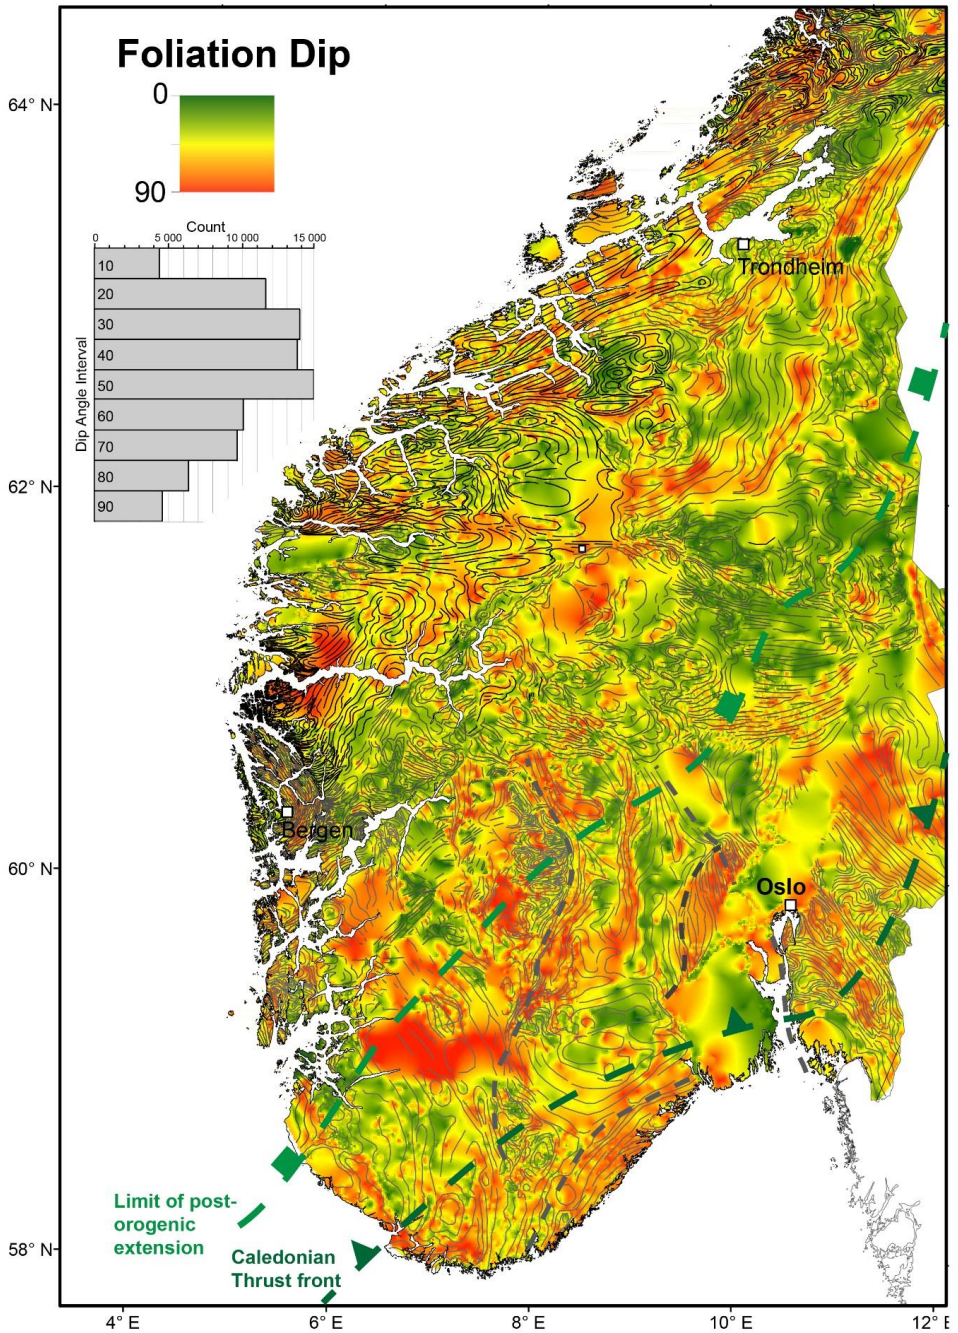 Foliation Dip
64° N
0
90
Count
0 5 000 10 000 15 000
Dip Angle Interval
10
20
30
40
50
60
70
80
90
Trondheim
62° N
Bergen
60° N
Oslo
Limit of post-
orogenic
extension
58° N
Caledonian
Thrust front
4° E 6° E 8° E 10° E 12° E